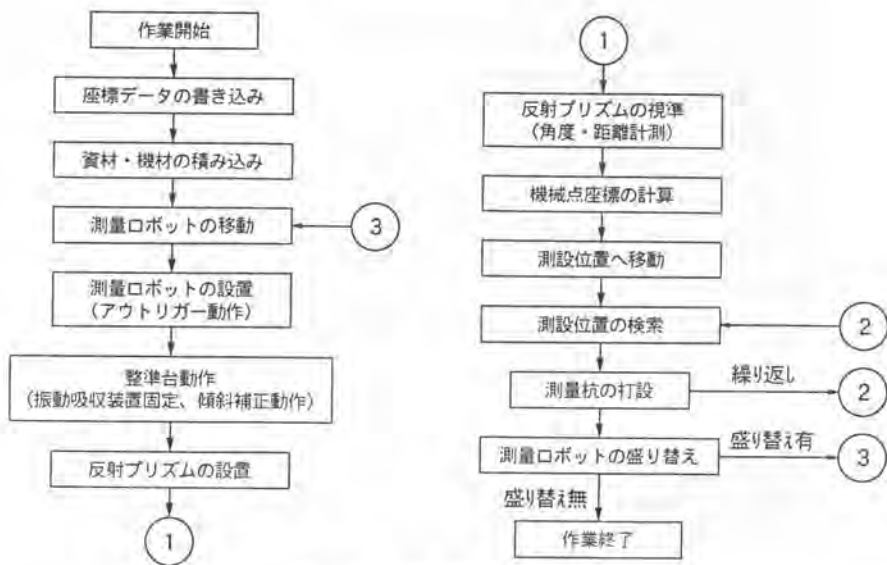 作業開始
座標データの書き込み
資材・機材の積み込み
測量ロボットの移動
3
測量ロボットの設置
(アウトリガー動作)
整準台動作
(振動吸収装置固定、傾斜補正動作)
反射プリズムの設置
1
1
反射プリズムの視準
(角度・距離計測)
機械点座標の計算
測設位置へ移動
測設位置の検索
2
測量杭の打設
繰り返し
2
測量ロボットの盛り替え
盛り替え有
3
盛り替え無
作業終了